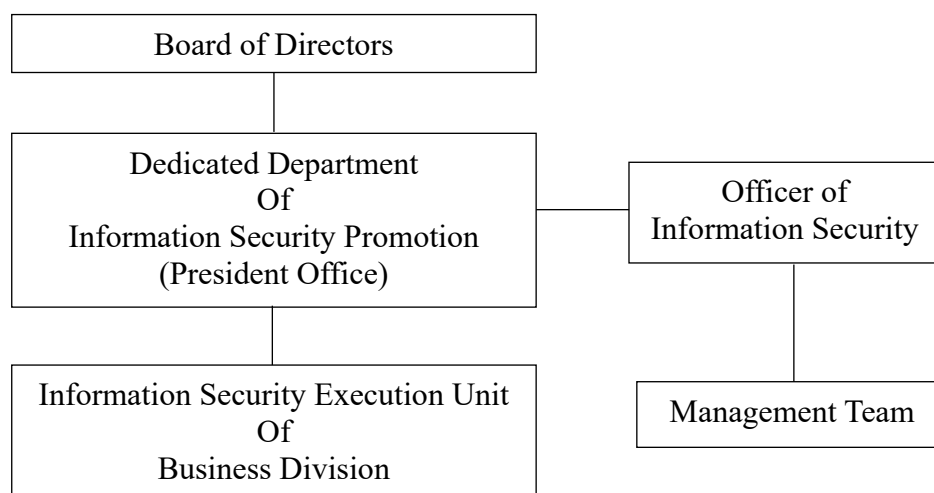 Board of Directors
Dedicated Department
Of
Information Security Promotion
(President Office)
Officer of
Information Security
Information Security Execution Unit
Of
Business Division
Management Team